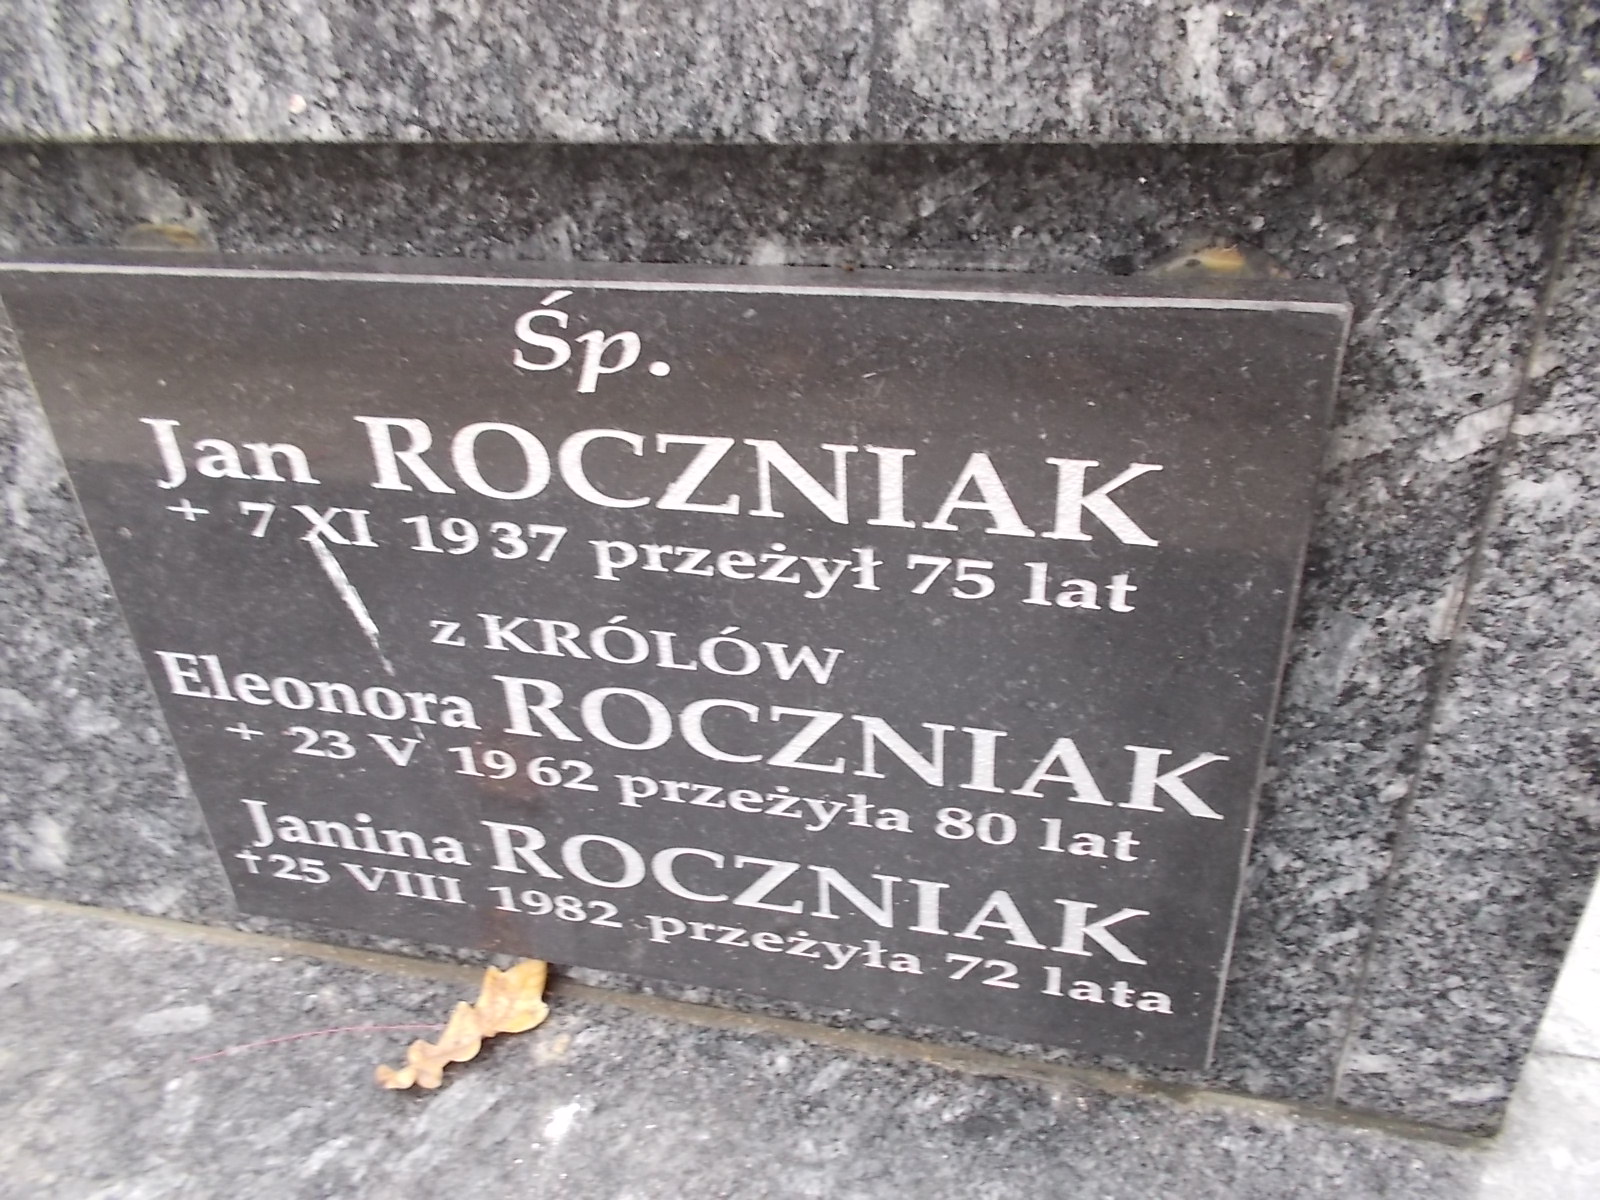 Śp.
Jan ROCZNIAK
+ 7 XI 1937 przeżył 75 lat
z KRÓLÓW
Eleonora ROCZNIAK
+ 23 V 1962 przeżyła 80 lat
Janina ROCZNIAK
†25 VIII 1982 przeżyła 72 lata